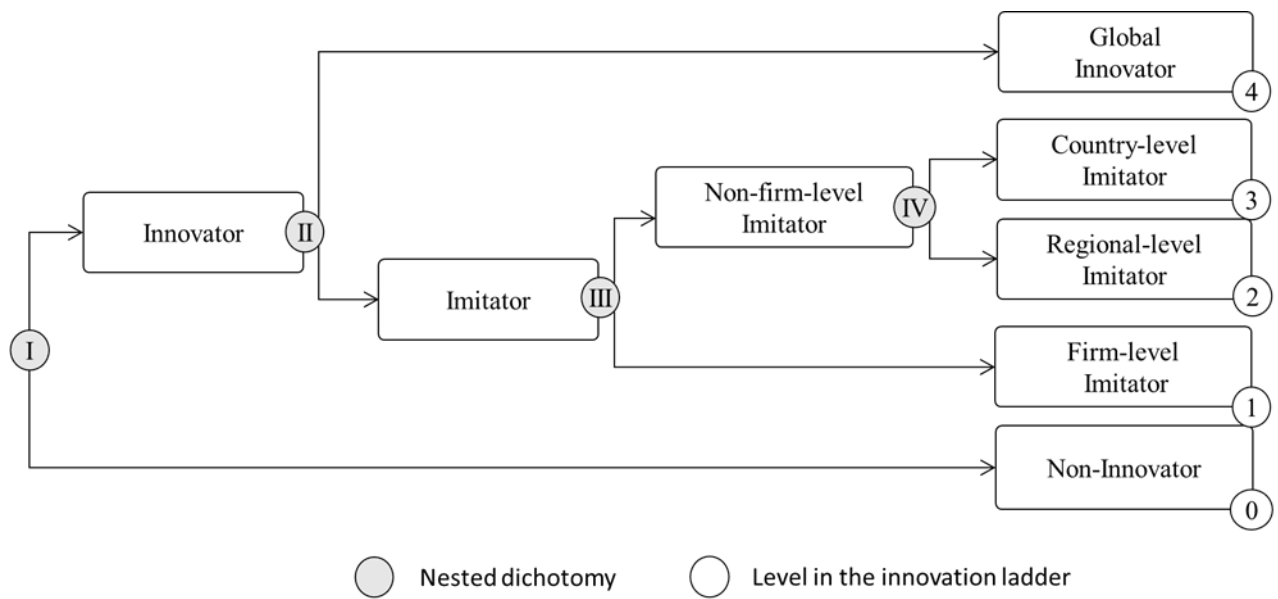 Global
Innovator
4
Country-level
Imitator
3
Non-firm-level
Imitator
IV
Innovator
II
Regional-level
Imitator
2
Imitator
III
I
Firm-level
Imitator
1
Non-Innovator
0
Nested dichotomy
Level in the innovation ladder